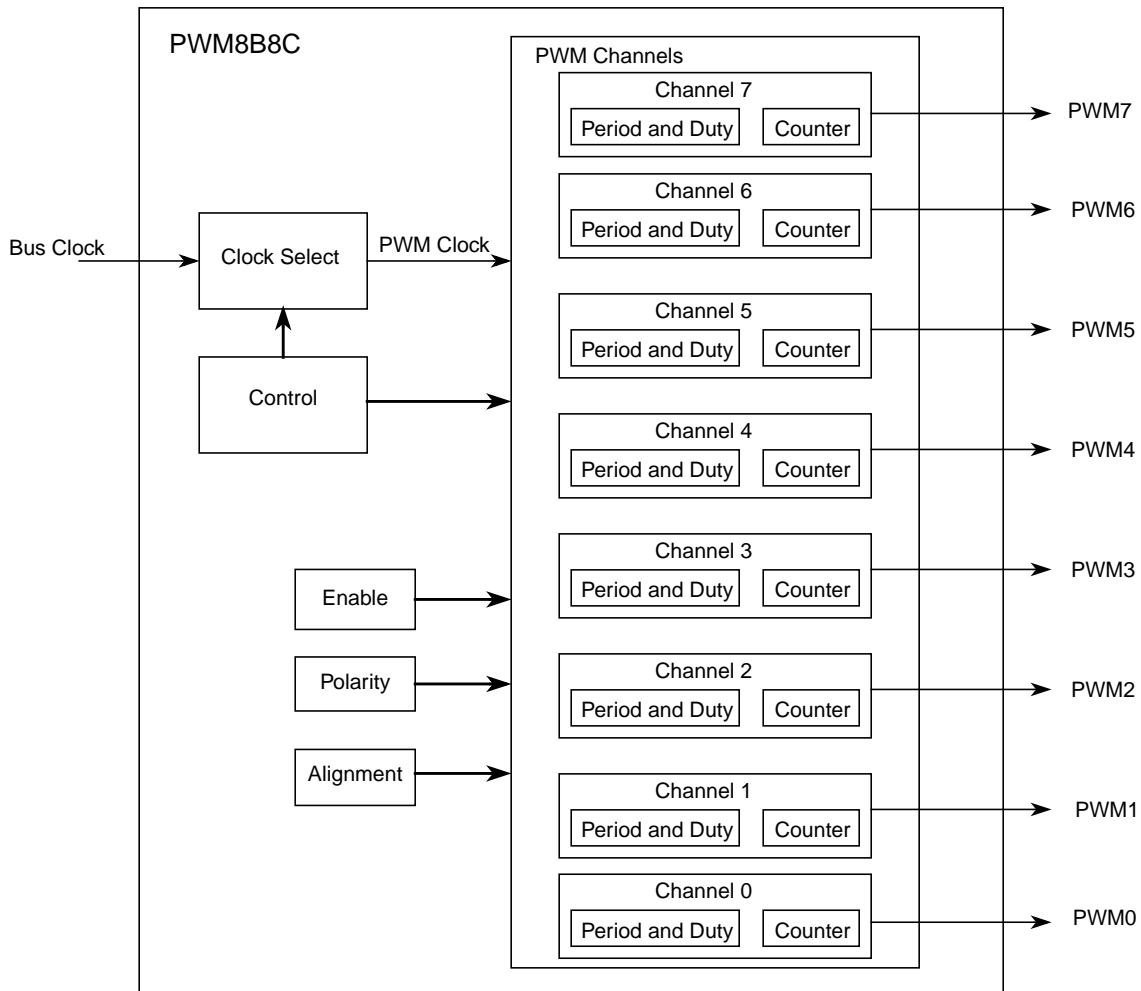 PWM8B8C
PWM Channels
Channel 7
Period and Duty Counter
PWM7
Channel 6
Period and Duty Counter
PWM6
Bus Clock
Clock Select
PWM Clock
Channel 5
Period and Duty Counter
PWM5
Control
Channel 4
Period and Duty Counter
PWM4
Channel 3
Period and Duty Counter
PWM3
Enable
Polarity
Channel 2
Period and Duty Counter
PWM2
Alignment
Channel 1
Period and Duty Counter
PWM1
Channel 0
Period and Duty Counter
PWM0